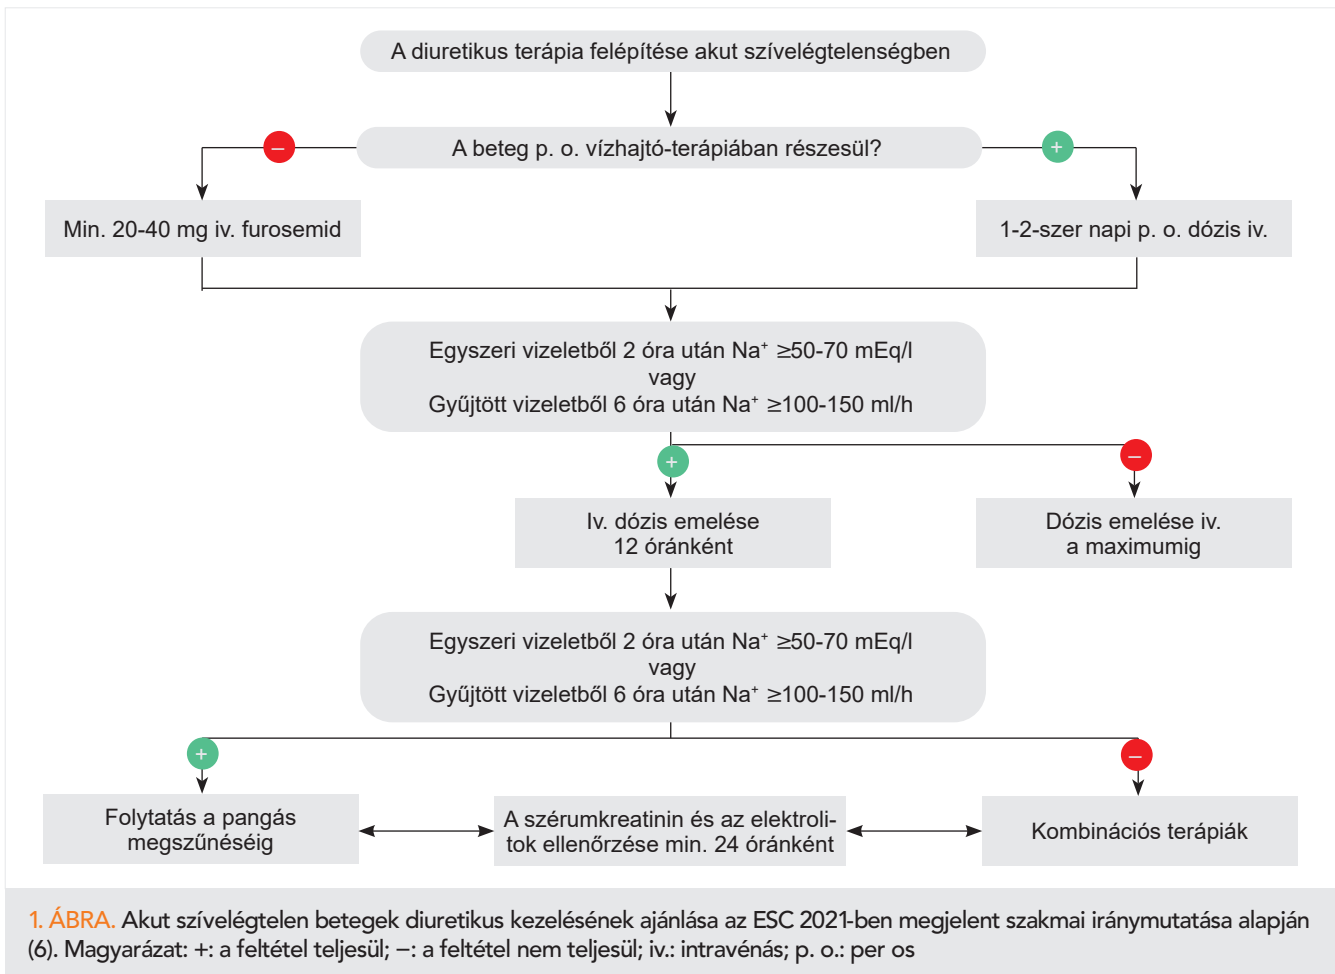 A diuretikus terápia felépítése akut szívelégtelenségben
A beteg p. o. vízhajtó-terápiában részesül?
–
+
Min. 20-40 mg iv. furosemid
1-2-szer napi p. o. dózis iv.
Egyszeri vizeletből 2 óra után Na⁺ ≥50-70 mEq/l
vagy
Gyűjtött vizeletből 6 óra után Na⁺ ≥100-150 ml/h
+
–
Iv. dózis emelése
12 óránként
Dózis emelése iv.
a maximumig
Egyszeri vizeletből 2 óra után Na⁺ ≥50-70 mEq/l
vagy
Gyűjtött vizeletből 6 óra után Na⁺ ≥100-150 ml/h
+
–
Folytatás a pangás
megszűnéséig
A szérumkreatinin és az elektroli-
tok ellenőrzése min. 24 óránként
Kombinációs terápiák
1. ÁBRA. Akut szívelégtelen betegek diuretikus kezelésének ajánlása az ESC 2021-ben megjelent szakmai iránymutatása alapján
(6). Magyarázat: +: a feltétel teljesül; –: a feltétel nem teljesül; iv.: intravénás; p. o.: per os